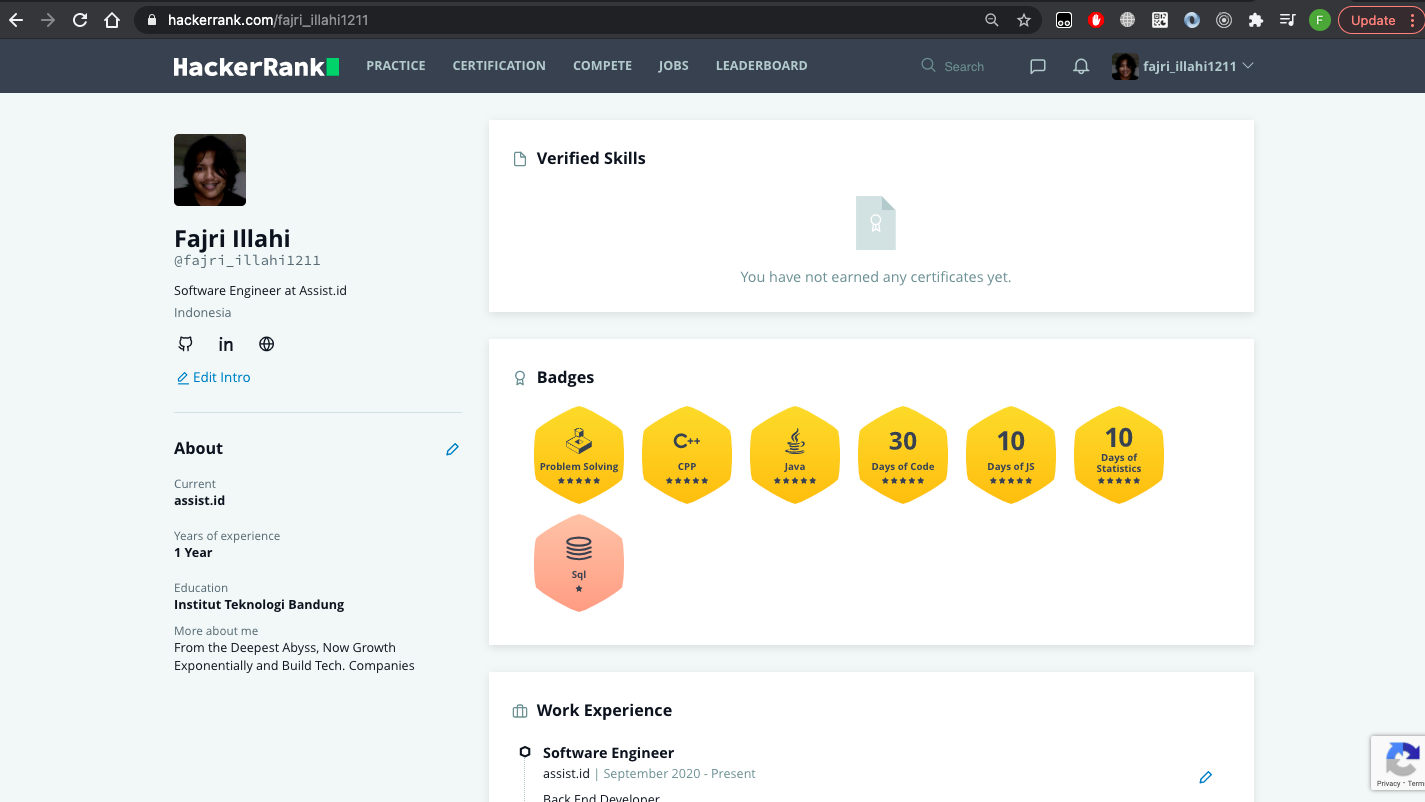 hackerrank.com/fajri_illahi1211
F
Update
HackerRank
PRACTICE
CERTIFICATION
COMPETE
JOBS
LEADERBOARD
Search
fajri_illahi1211
Fajri Illahi
@fajri_illahi1211
Software Engineer at Assist.id
Indonesia
in
Edit Intro
About
Current
assist.id
Years of experience
1 Year
Education
Institut Teknologi Bandung
More about me
From the Deepest Abyss, Now Growth
Exponentially and Build Tech. Companies
Verified Skills
You have not earned any certificates yet.
Badges
C++
CPP
Problem Solving
Java
30
Days of Code
10
Days of JS
10
Days of
Statistics
Sql
Work Experience
Software Engineer
assist.id | September 2020 - Present
Back End Developer
Privacy - Term